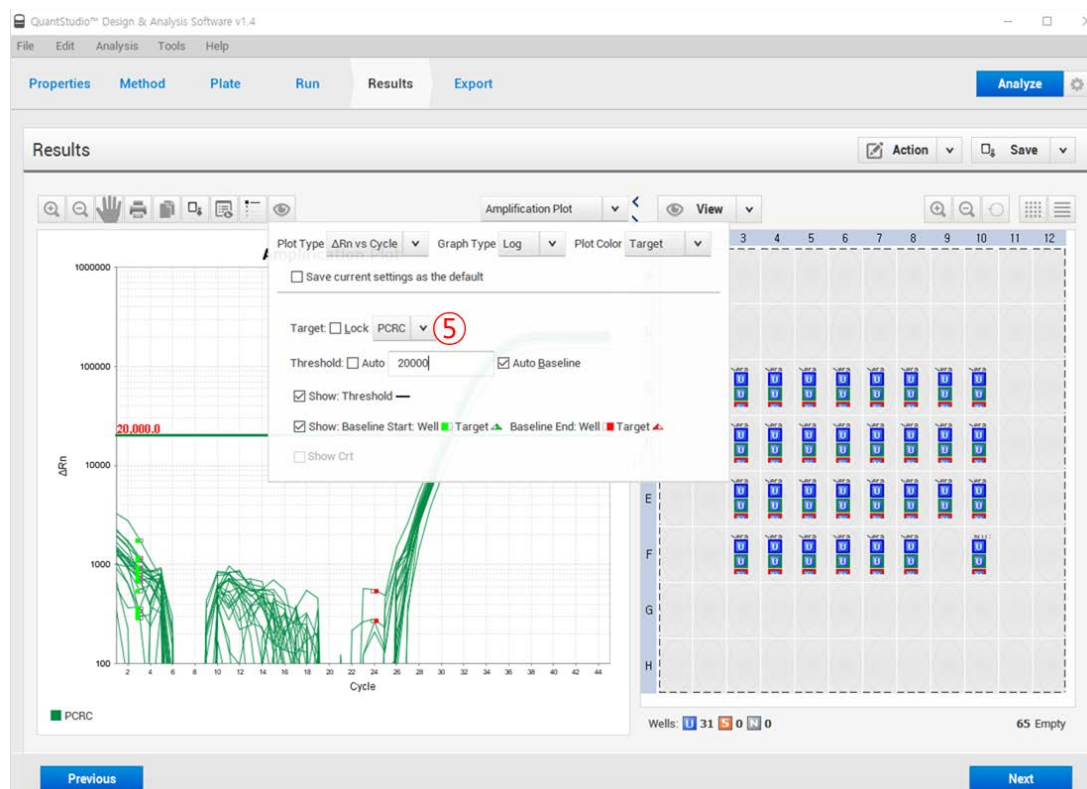 QuantStudio™ Design & Analysis Software v1.4
File Edit Analysis Tools Help
Properties Method Plate Run Results Export Analyze
Results Action Save
Amplification Plot View
Plot Type ΔRn vs Cycle Graph Type Log Plot Color Target
Save current settings as the default
Target: Lock PCRC ⑤
Threshold: Auto 20000 Auto Baseline
Show: Threshold
Show: Baseline Start: Well Target Baseline End: Well Target
Show Crt
Amplification Plot
1000000
100000
20,000.0
10000
1000
100
ΔRn
2 4 6 8 10 12 14 16 18 20 22 24 26 28 30 32 34 36 38 40 42 44
Cycle
PCRC
3 4 5 6 7 8 9 10 11 12
E
F
G
H
Wells: U 31 S 0 N 0 65 Empty
Previous Next